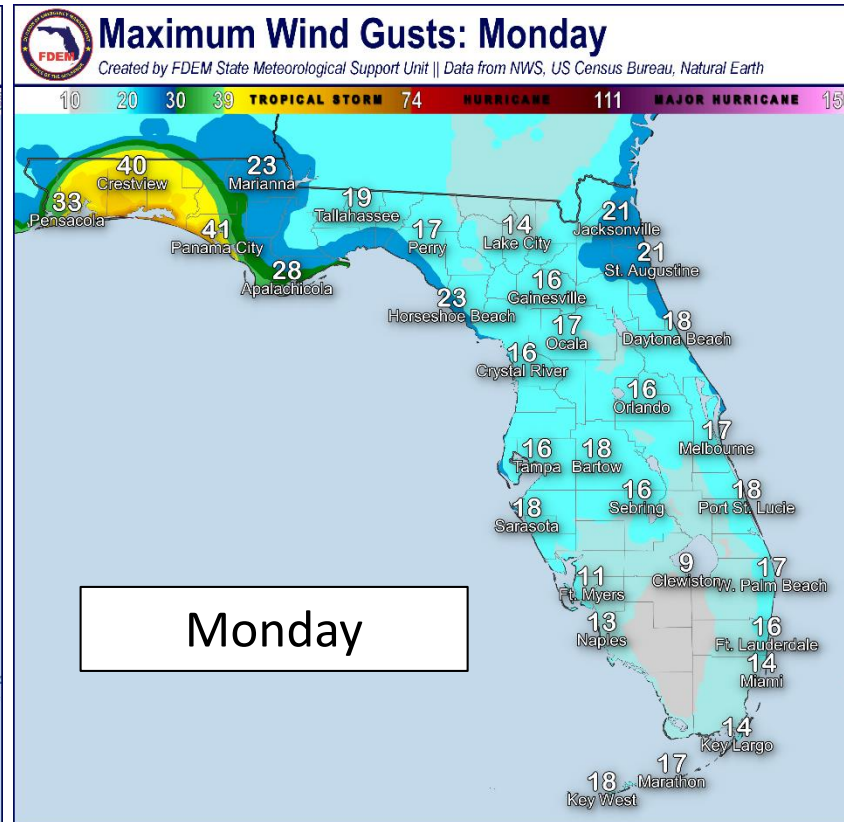 FDEM
Maximum Wind Gusts: Monday
Created by FDEM State Meteorological Support Unit || Data from NWS, US Census Bureau, Natural Earth
10 20 30 39 TROPICAL STORM 74 HURRICANE 111 MAJOR HURRICANE 15
40
Crestview
23
Marianna
33
Pensacola
19
Tallahassee
41
Panama City
17
Perry
14
Lake City
21
Jacksonville
21
St. Augustine
28
Apalachicola
23
Horseshoe Beach
16
Gainesville
17
Ocala
18
Daytona Beach
16
Crystal River
16
Orlando
16
Tampa
18
Bartow
17
Melbourne
18
Sarasota
16
Sebring
18
Port St. Lucie
11
Ft. Myers
9
Clewiston
17
W. Palm Beach
Monday
13
Naples
16
Ft. Lauderdale
14
Miami
14
Key Largo
17
Marathon
18
Key West